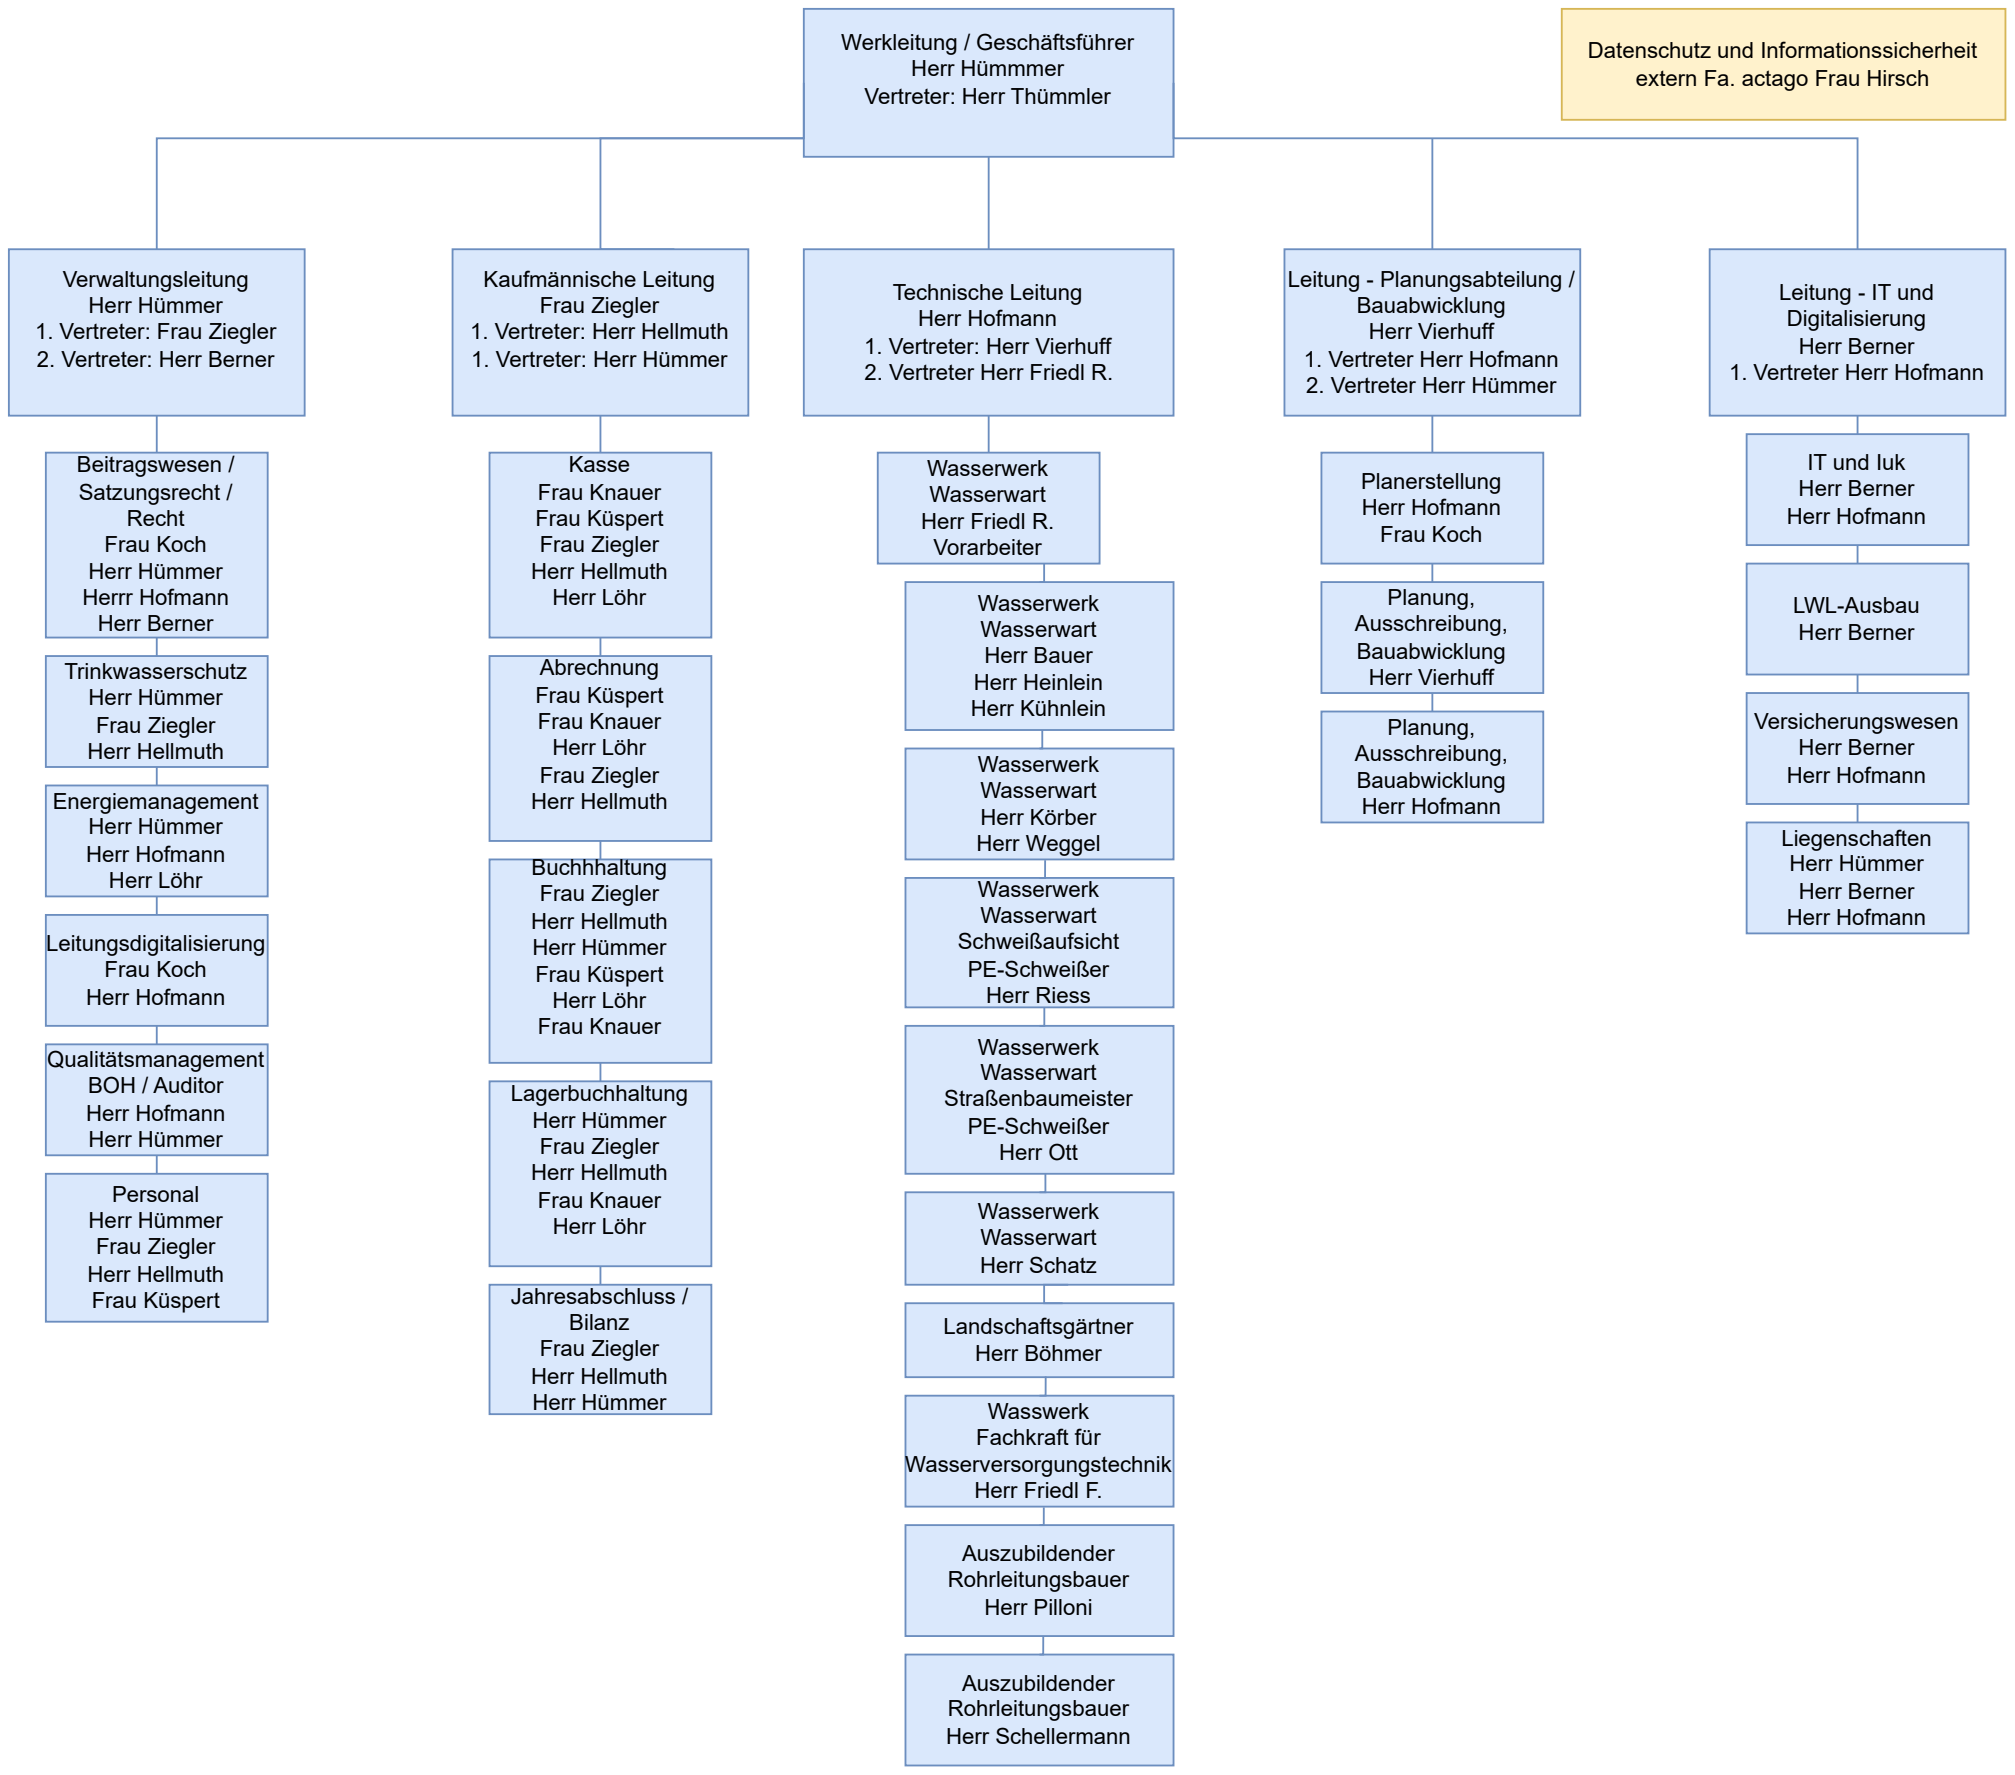 Werkleitung / Geschäftsführer
Herr Hümmmer
Vertreter: Herr Thümmler
Datenschutz und Informationssicherheit
extern Fa. actago Frau Hirsch
Verwaltungsleitung
Herr Hümmer
1. Vertreter: Frau Ziegler
2. Vertreter: Herr Berner
Beitragswesen /
Satzungsrecht /
Recht
Frau Koch
Herr Hümmer
Herrr Hofmann
Herr Berner
Trinkwasserschutz
Herr Hümmer
Frau Ziegler
Herr Hellmuth
Energiemanagement
Herr Hümmer
Herr Hofmann
Herr Löhr
Leitungsdigitalisierung
Frau Koch
Herr Hofmann
Qualitätsmanagement
BOH / Auditor
Herr Hofmann
Herr Hümmer
Personal
Herr Hümmer
Frau Ziegler
Herr Hellmuth
Frau Küspert
Kaufmännische Leitung
Frau Ziegler
1. Vertreter: Herr Hellmuth
1. Vertreter: Herr Hümmer
Kasse
Frau Knauer
Frau Küspert
Frau Ziegler
Herr Hellmuth
Herr Löhr
Abrechnung
Frau Küspert
Frau Knauer
Herr Löhr
Frau Ziegler
Herr Hellmuth
Buchhhaltung
Frau Ziegler
Herr Hellmuth
Herr Hümmer
Frau Küspert
Herr Löhr
Frau Knauer
Lagerbuchhaltung
Herr Hümmer
Frau Ziegler
Herr Hellmuth
Frau Knauer
Herr Löhr
Jahresabschluss /
Bilanz
Frau Ziegler
Herr Hellmuth
Herr Hümmer
Technische Leitung
Herr Hofmann
1. Vertreter: Herr Vierhuff
2. Vertreter Herr Friedl R.
Wasserwerk
Wasserwart
Herr Friedl R.
Vorarbeiter
Wasserwerk
Wasserwart
Herr Bauer
Herr Heinlein
Herr Kühnlein
Wasserwerk
Wasserwart
Herr Körber
Herr Weggel
Wasserwerk
Wasserwart
Schweißaufsicht
PE-Schweißer
Herr Riess
Wasserwerk
Wasserwart
Straßenbaumeister
PE-Schweißer
Herr Ott
Wasserwerk
Wasserwart
Herr Schatz
Landschaftsgärtner
Herr Böhmer
Wasswerk
Fachkraft für
Wasserversorgungstechnik
Herr Friedl F.
Auszubildender
Rohrleitungsbauer
Herr Pilloni
Auszubildender
Rohrleitungsbauer
Herr Schellermann
Leitung - Planungsabteilung /
Bauabwicklung
Herr Vierhuff
1. Vertreter Herr Hofmann
2. Vertreter Herr Hümmer
Planerstellung
Herr Hofmann
Frau Koch
Planung,
Ausschreibung,
Bauabwicklung
Herr Vierhuff
Planung,
Ausschreibung,
Bauabwicklung
Herr Hofmann
Leitung - IT und
Digitalisierung
Herr Berner
1. Vertreter Herr Hofmann
IT und Iuk
Herr Berner
Herr Hofmann
LWL-Ausbau
Herr Berner
Versicherungswesen
Herr Berner
Herr Hofmann
Liegenschaften
Herr Hümmer
Herr Berner
Herr Hofmann